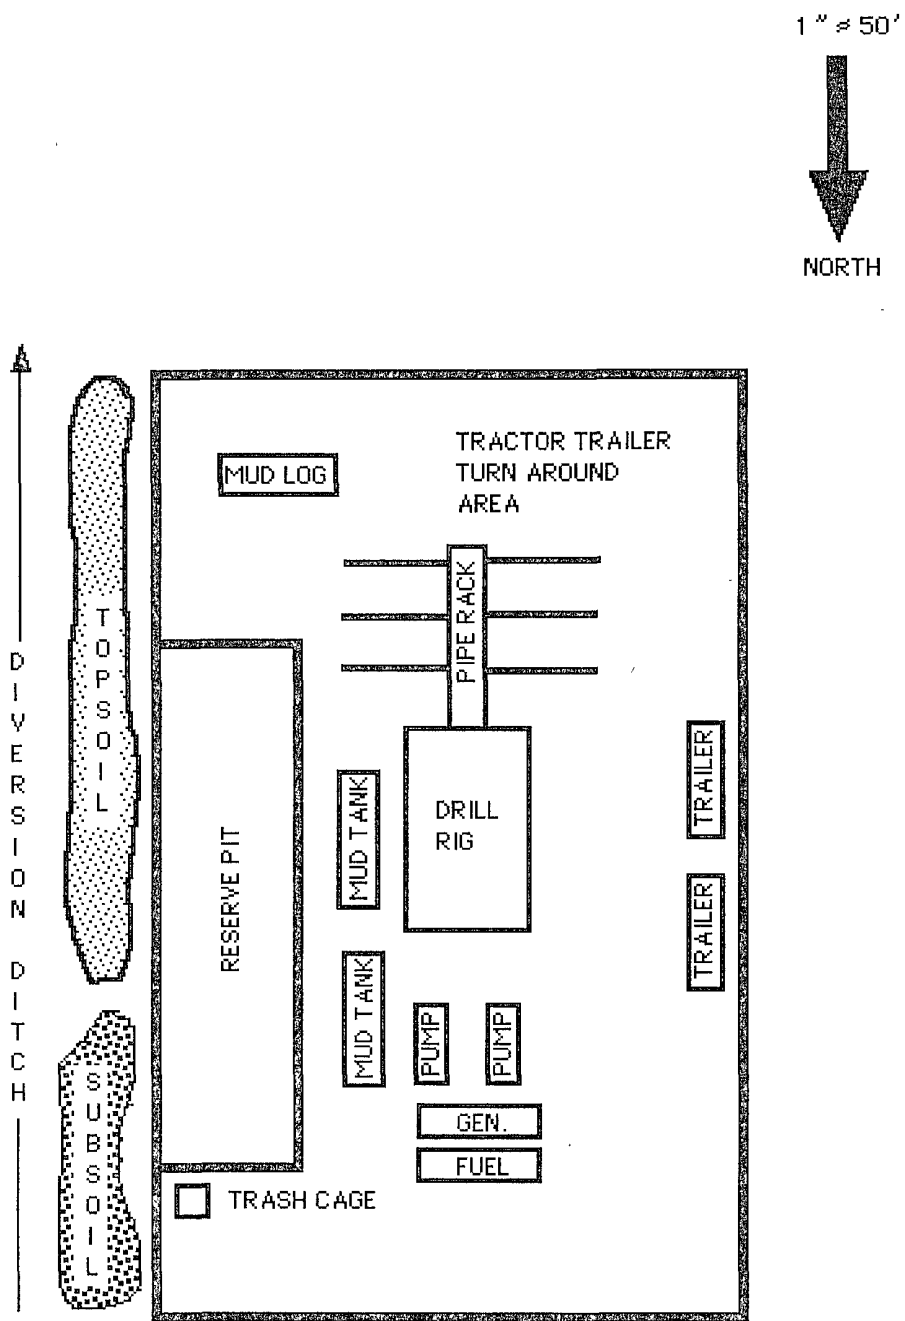 1" ≈ 50'
NORTH
TRACTOR TRAILER
TURN AROUND
AREA
MUD LOG
PIPE RACK
TOPSOIL
DIVERSION DITCH
RESERVE PIT
MUD TANK
DRILL
RIG
TRAILER
TRAILER
MUD TANK
PUMP
PUMP
SUBSOIL
GEN.
FUEL
TRASH CAGE